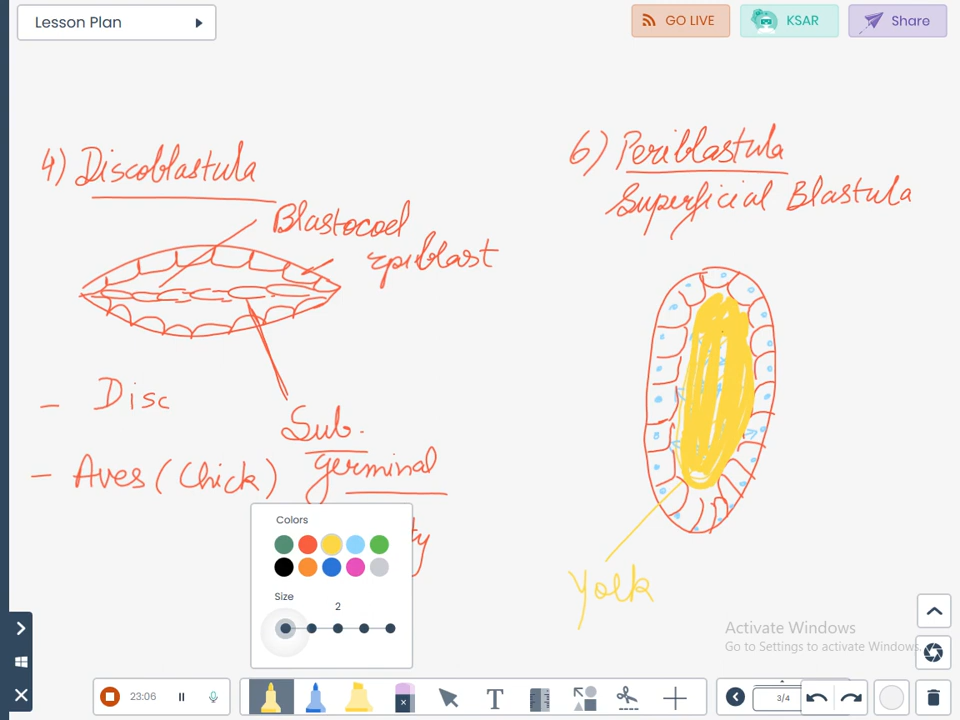 Lesson Plan
GO LIVE
KSAR
Share
4) Discoblastula
Blastocoel
epiblast
- Disc
Sub.
germinal
ty
- Aves (Chick)
6) Periblastula
Superficial Blastula
Yolk
Colors
Size
2
Activate Windows
Go to Settings to activate Windows.
23:06
T
3/4